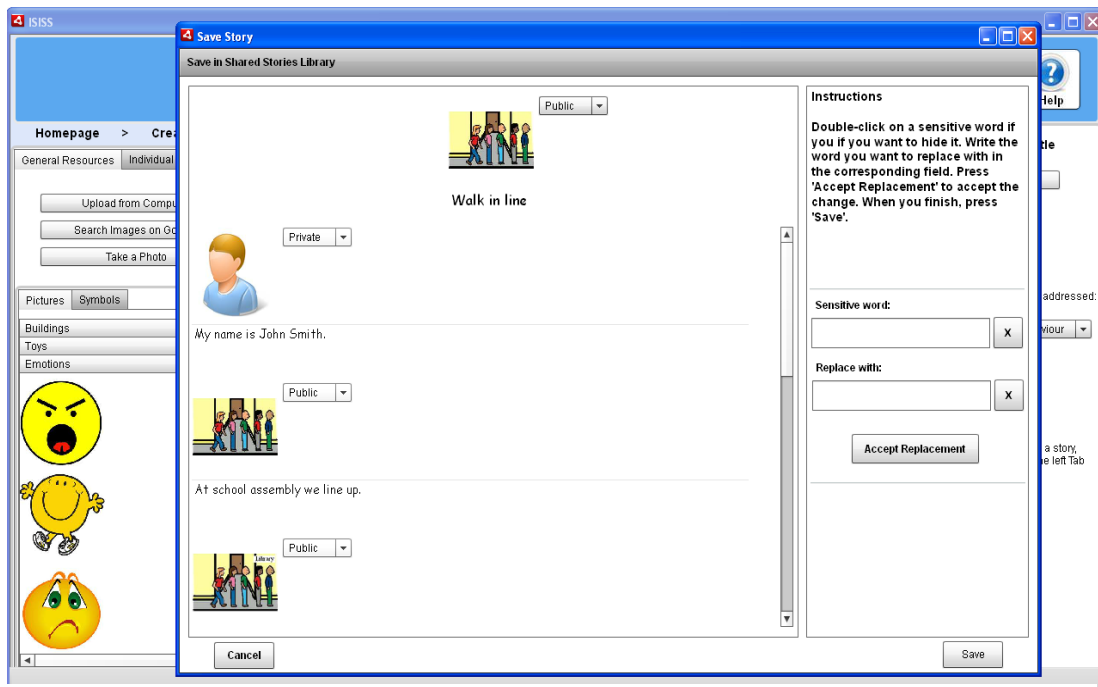 ISISS
Save Story
Save in Shared Stories Library
Help
Homepage > Crea
General Resources Individual
Upload from Compu
Search Images on Go
Take a Photo
Pictures Symbols
Buildings
Toys
Emotions
Public
Walk in line
Private
My name is John Smith.
Public
At school assembly we line up.
Public
Library
Cancel
Instructions
Double-click on a sensitive word if
you if you want to hide it. Write the
word you want to replace with in
the corresponding field. Press
'Accept Replacement' to accept the
change. When you finish, press
'Save'.
Sensitive word:
X
Replace with:
X
Accept Replacement
Save
tle
addressed:
viour
a story,
e left Tab